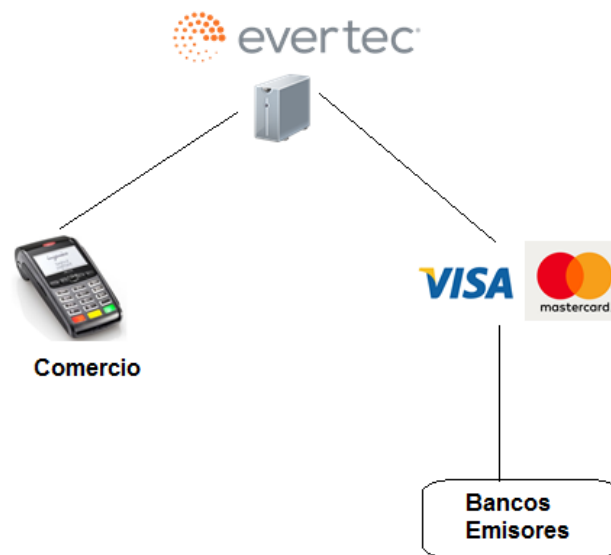 evertec
VISA
mastercard
Comercio
Bancos
Emisores